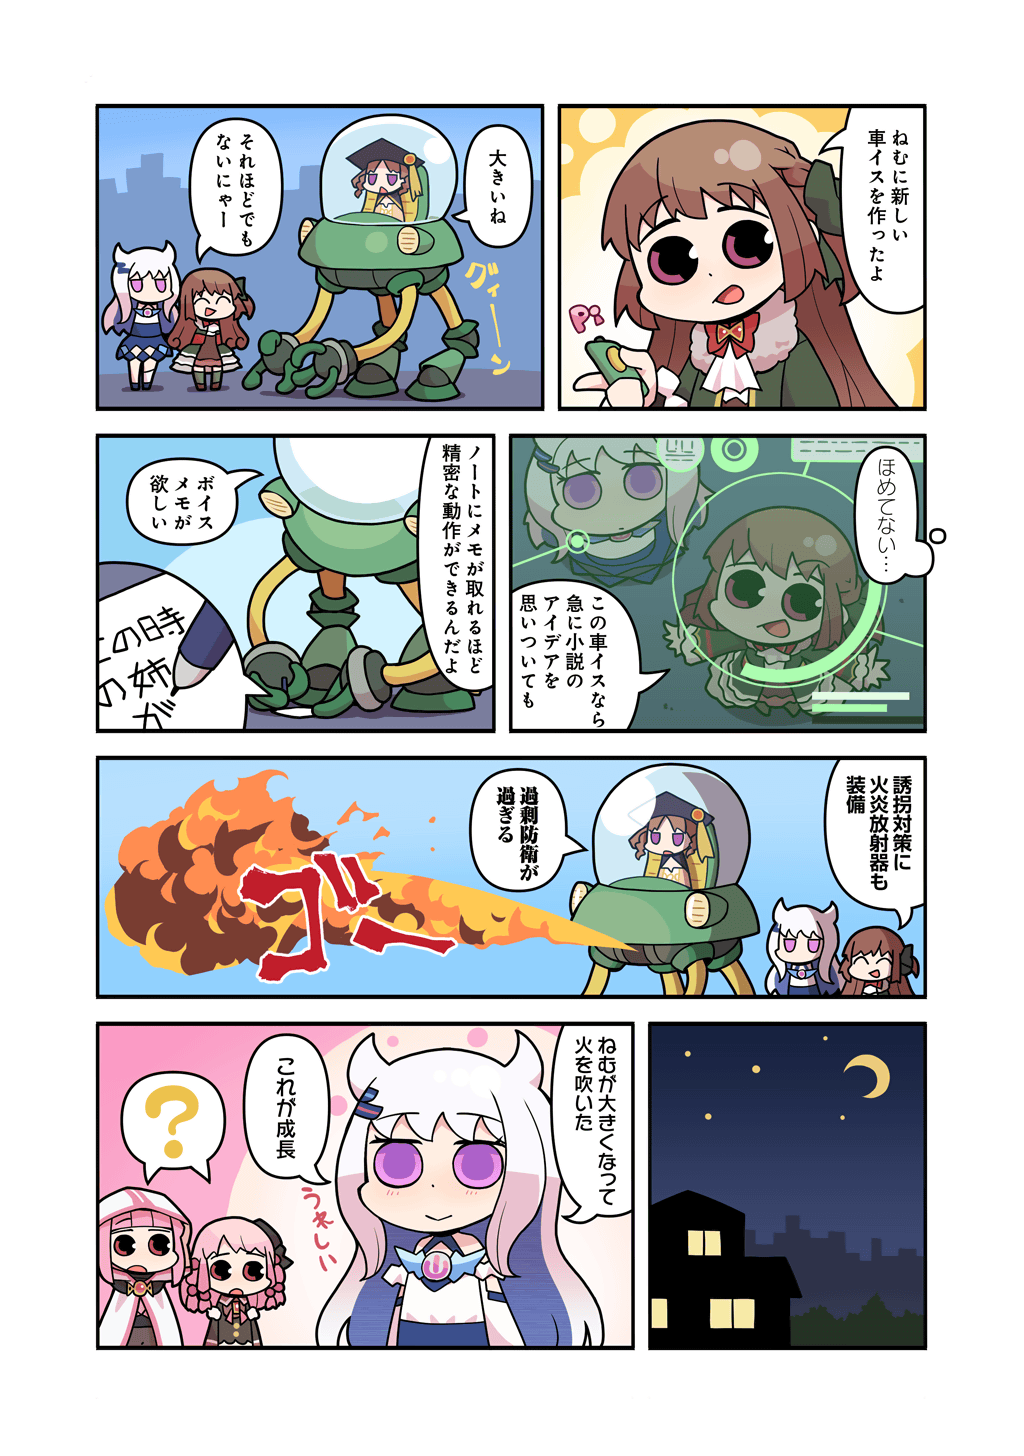 ねむに新しい
車イスを作ったよ
Pi
大きいね
グィーーン
それほどでも
ないにゃー
ほめてない…
この車イスなら
急に小説の
アイデアを
思いついても
ノートにメモが取れるほど
精密な動作ができるんだよ
ボイス
メモが
欲しい
この時
の姉
が
誘拐対策に
火炎放射器も
装備
過剰防衛が
過ぎる
ゴー
ねむが大きくなって
火を吹いた
これが成長
うれしい
?